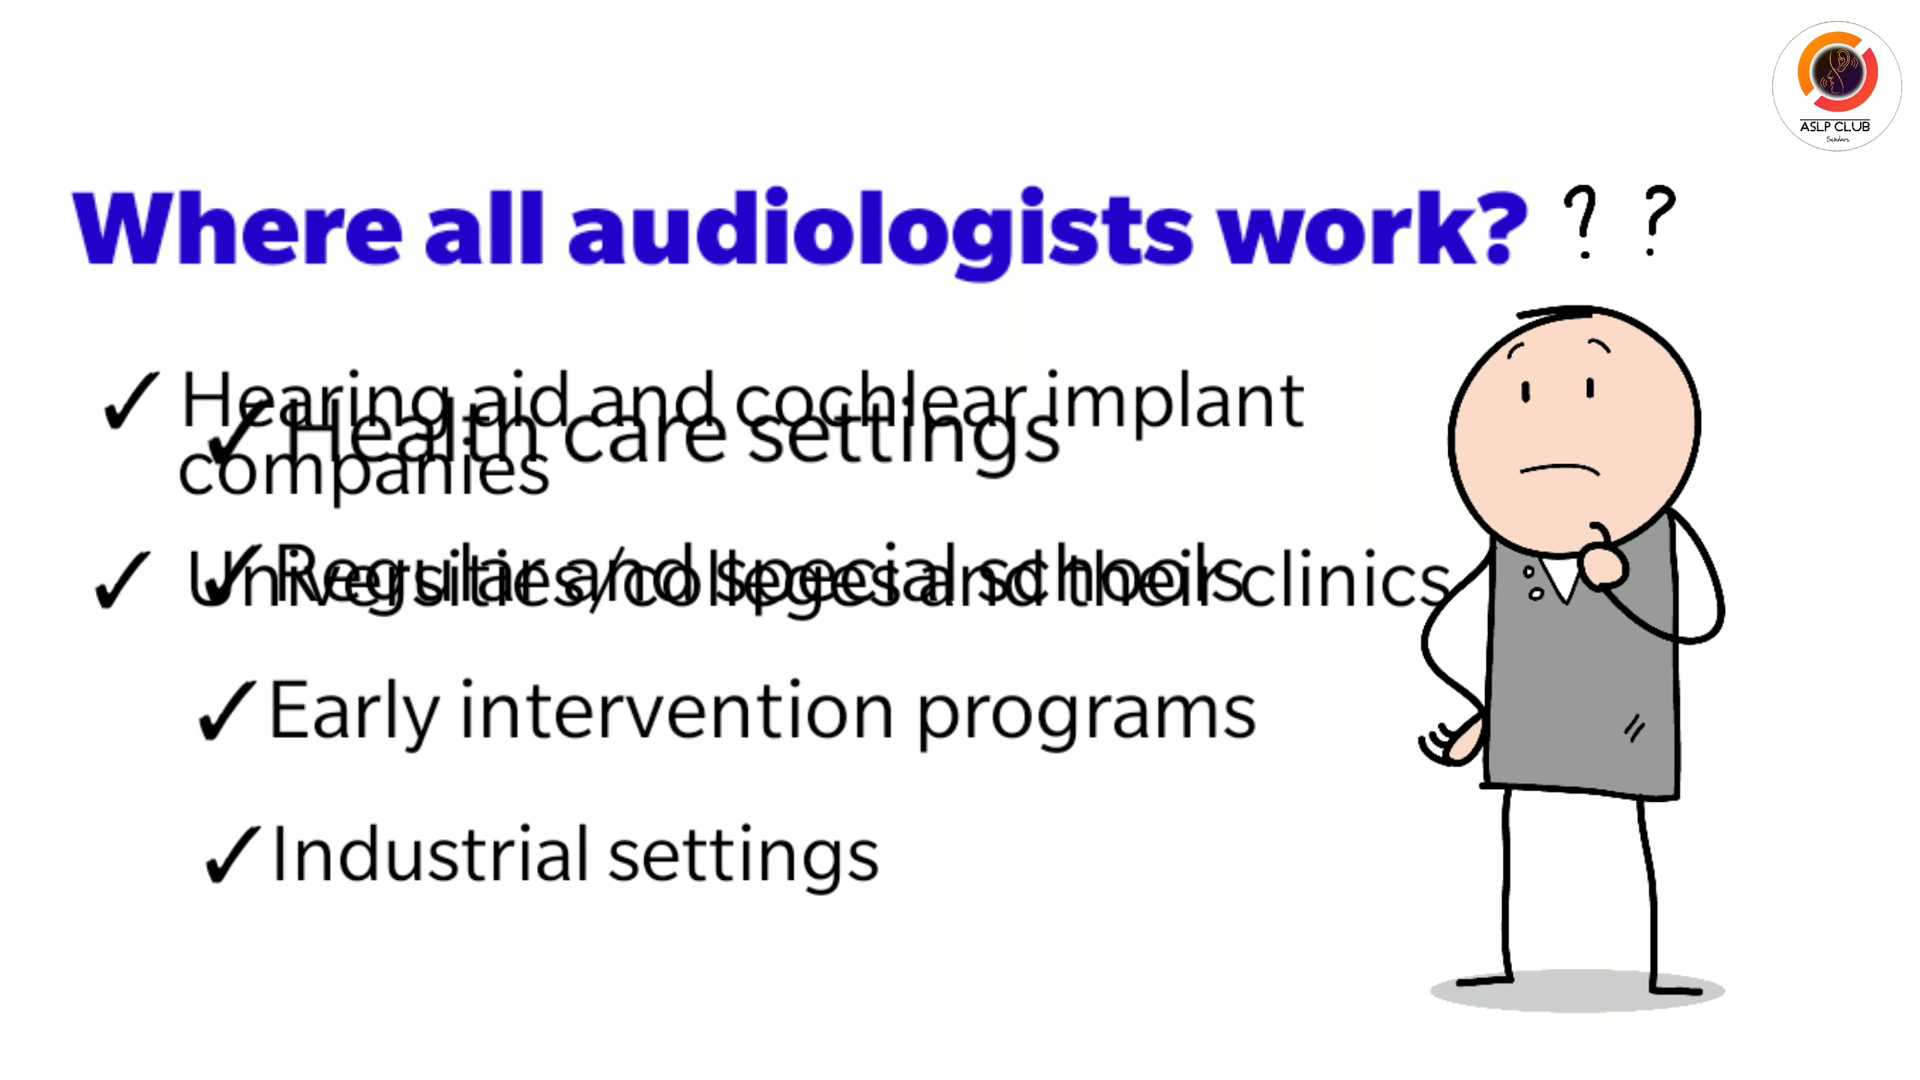 ASLP CLUB
Scholars
Where all audiologists work? ? ?
✓ Hearing aid and cochlear implant
companies
✓ Health care settings
✓ Universities/colleges and their clinics
✓ Regular and special schools
✓ Early intervention programs
✓ Industrial settings